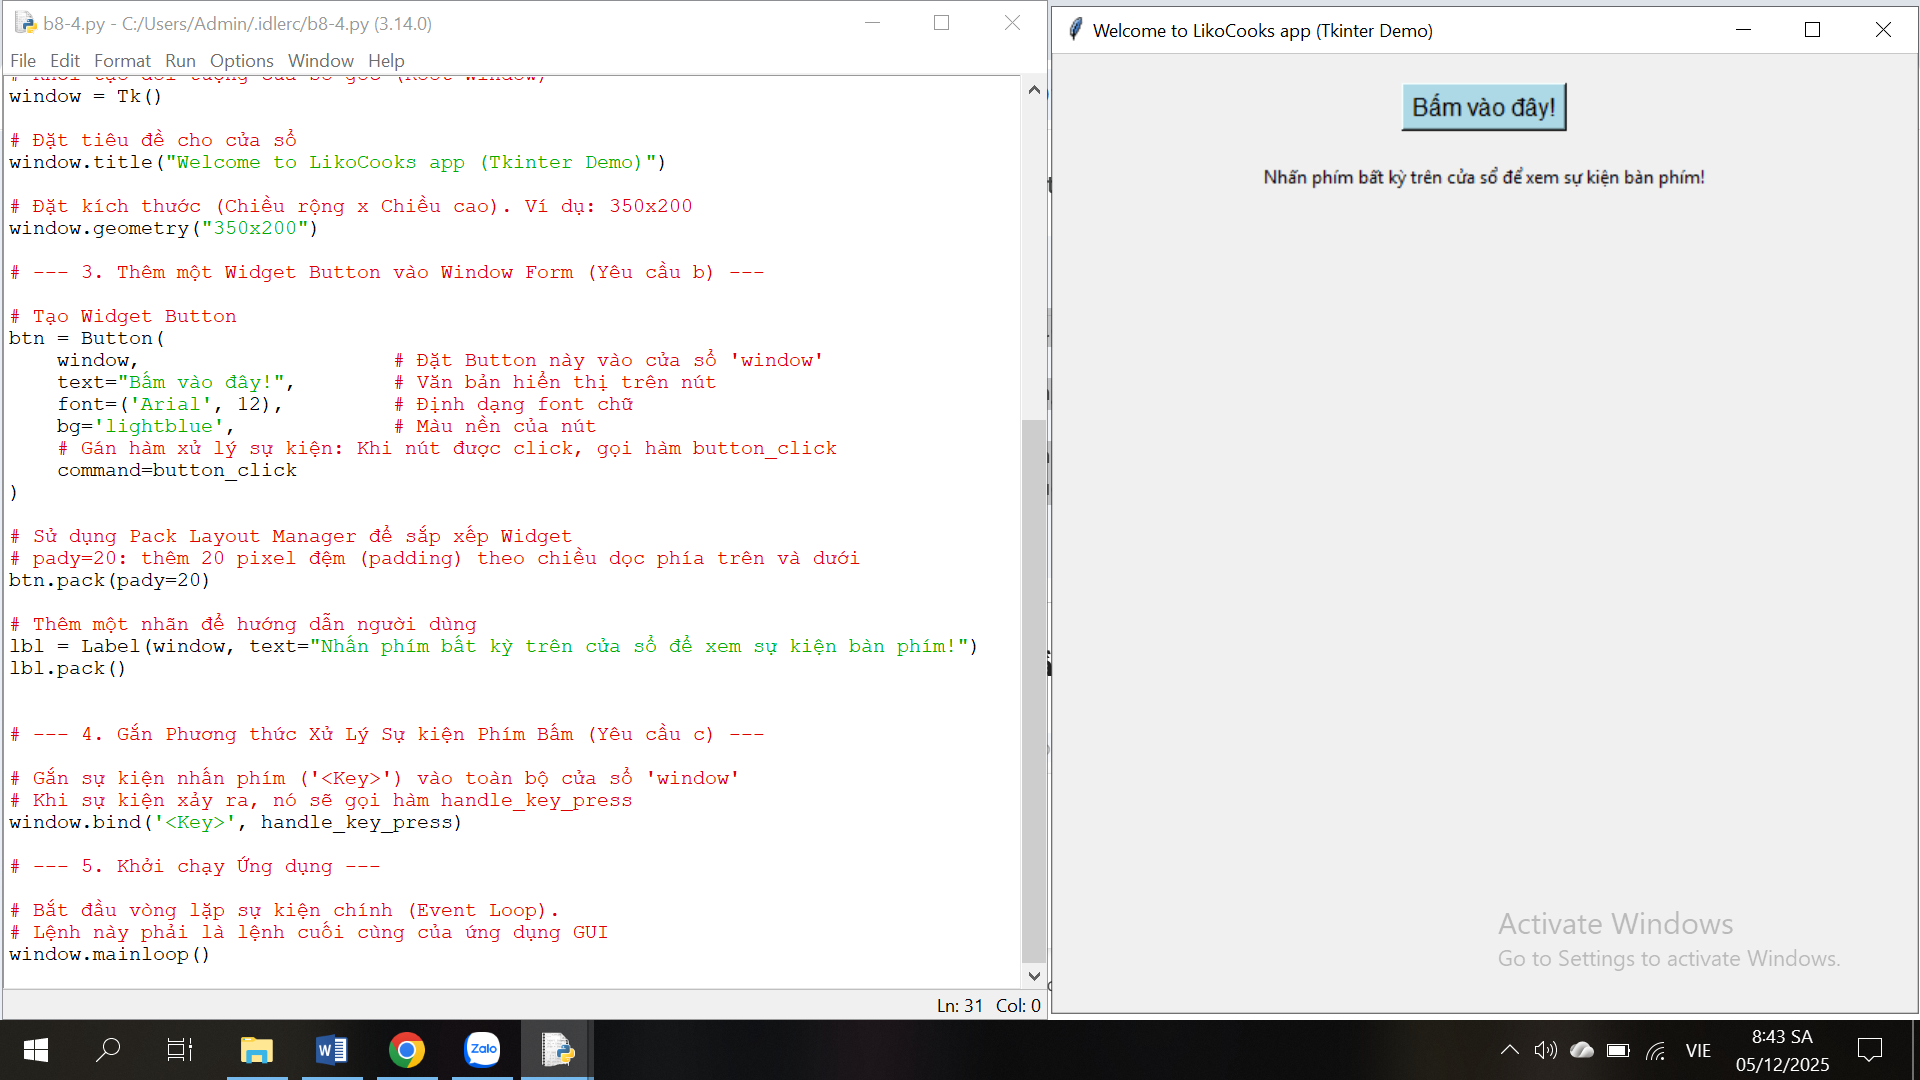 b8-4.py - C:/Users/Admin/.idlerc/b8-4.py (3.14.0)
File Edit Format Run Options Window Help
window = Tk()
# Đặt tiêu đề cho cửa sổ
window.title("Welcome to LikoCooks app (Tkinter Demo)")
# Đặt kích thước (Chiều rộng x Chiều cao). Ví dụ: 350x200
window.geometry("350x200")
# --- 3. Thêm một Widget Button vào Window Form (Yêu cầu b) ---
# Tạo Widget Button
btn = Button(
    window,                     # Đặt Button này vào cửa sổ 'window'
    text="Bấm vào đây!",        # Văn bản hiển thị trên nút
    font=('Arial', 12),         # Định dạng font chữ
    bg='lightblue',             # Màu nền của nút
    # Gán hàm xử lý sự kiện: Khi nút được click, gọi hàm button_click
    command=button_click
)
# Sử dụng Pack Layout Manager để sắp xếp Widget
# pady=20: thêm 20 pixel đệm (padding) theo chiều dọc phía trên và dưới
btn.pack(pady=20)
# Thêm một nhãn để hướng dẫn người dùng
lbl = Label(window, text="Nhấn phím bất kỳ trên cửa sổ để xem sự kiện bàn phím!")
lbl.pack()
# --- 4. Gắn Phương thức Xử Lý Sự kiện Phím Bấm (Yêu cầu c) ---
# Gắn sự kiện nhấn phím ('<Key>') vào toàn bộ cửa sổ 'window'
# Khi sự kiện xảy ra, nó sẽ gọi hàm handle_key_press
window.bind('<Key>', handle_key_press)
# --- 5. Khởi chạy Ứng dụng ---
# Bắt đầu vòng lặp sự kiện chính (Event Loop).
# Lệnh này phải là lệnh cuối cùng của ứng dụng GUI
window.mainloop()
Ln: 31 Col: 0
Welcome to LikoCooks app (Tkinter Demo)
Bấm vào đây!
Nhấn phím bất kỳ trên cửa sổ để xem sự kiện bàn phím!
Activate Windows
Go to Settings to activate Windows.
Zalo
VIE
8:43 SA
05/12/2025